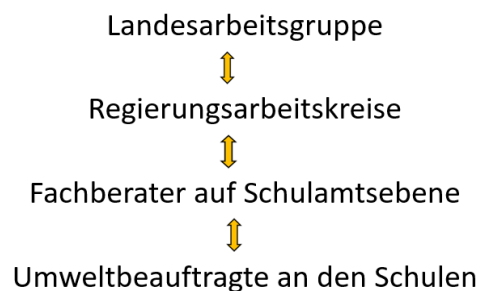 Landesarbeitsgruppe
Regierungsarbeitskreise
Fachberater auf Schulamtsebene
Umweltbeauftragte an den Schulen